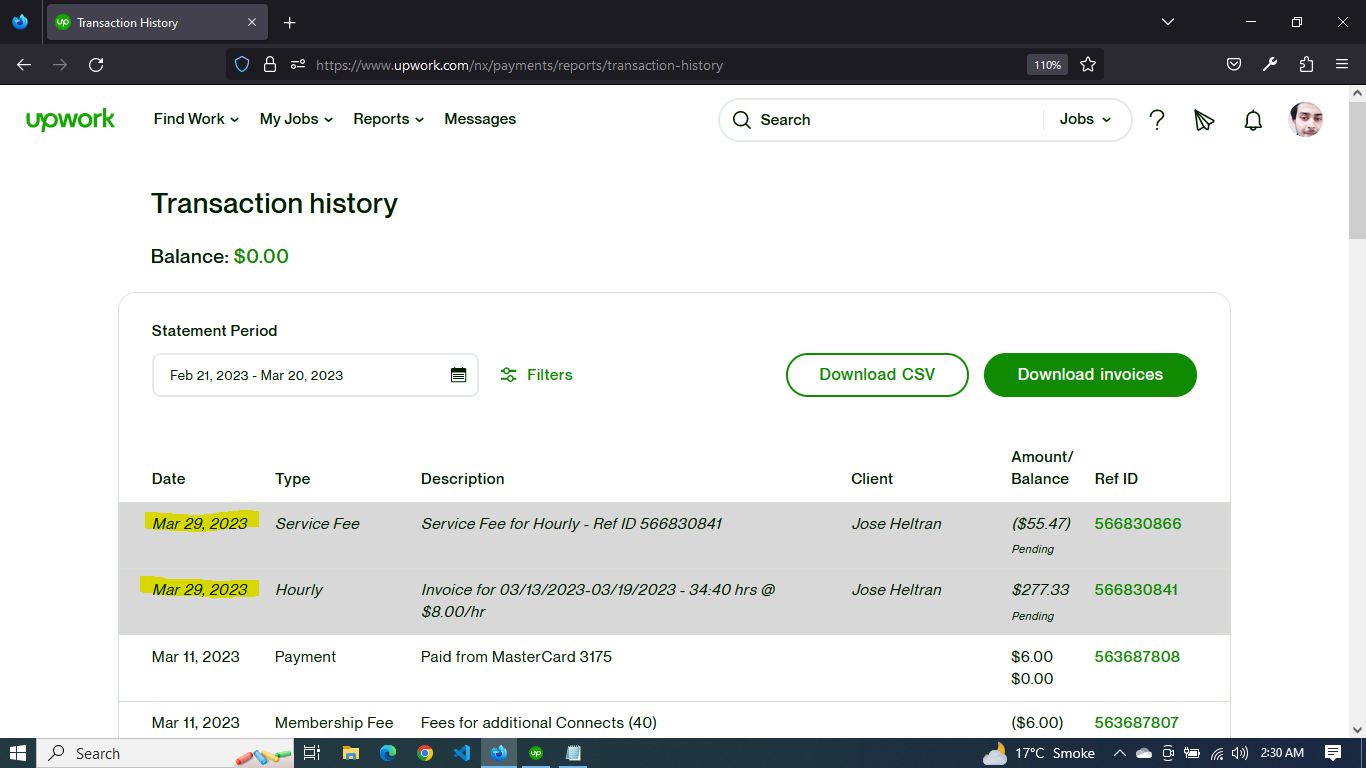 Transaction History
https://www.upwork.com/nx/payments/reports/transaction-history
110%
upwork
Find Work
My Jobs
Reports
Messages
Search
Jobs
Transaction history
Balance: $0.00
Statement Period
Feb 21, 2023 - Mar 20, 2023
Filters
Download CSV
Download invoices
Date Type Description Client Amount/ Balance Ref ID
Mar 29, 2023 Service Fee Service Fee for Hourly - Ref ID 566830841 Jose Heltran ($55.47) 566830866
Pending
Mar 29, 2023 Hourly Invoice for 03/13/2023-03/19/2023 - 34:40 hrs @ Jose Heltran $277.33 566830841
$8.00/hr
Pending
Mar 11, 2023 Payment Paid from MasterCard 3175 $6.00 563687808
$0.00
Mar 11, 2023 Membership Fee Fees for additional Connects (40) ($6.00) 563687807
Search
17°C Smoke
2:30 AM